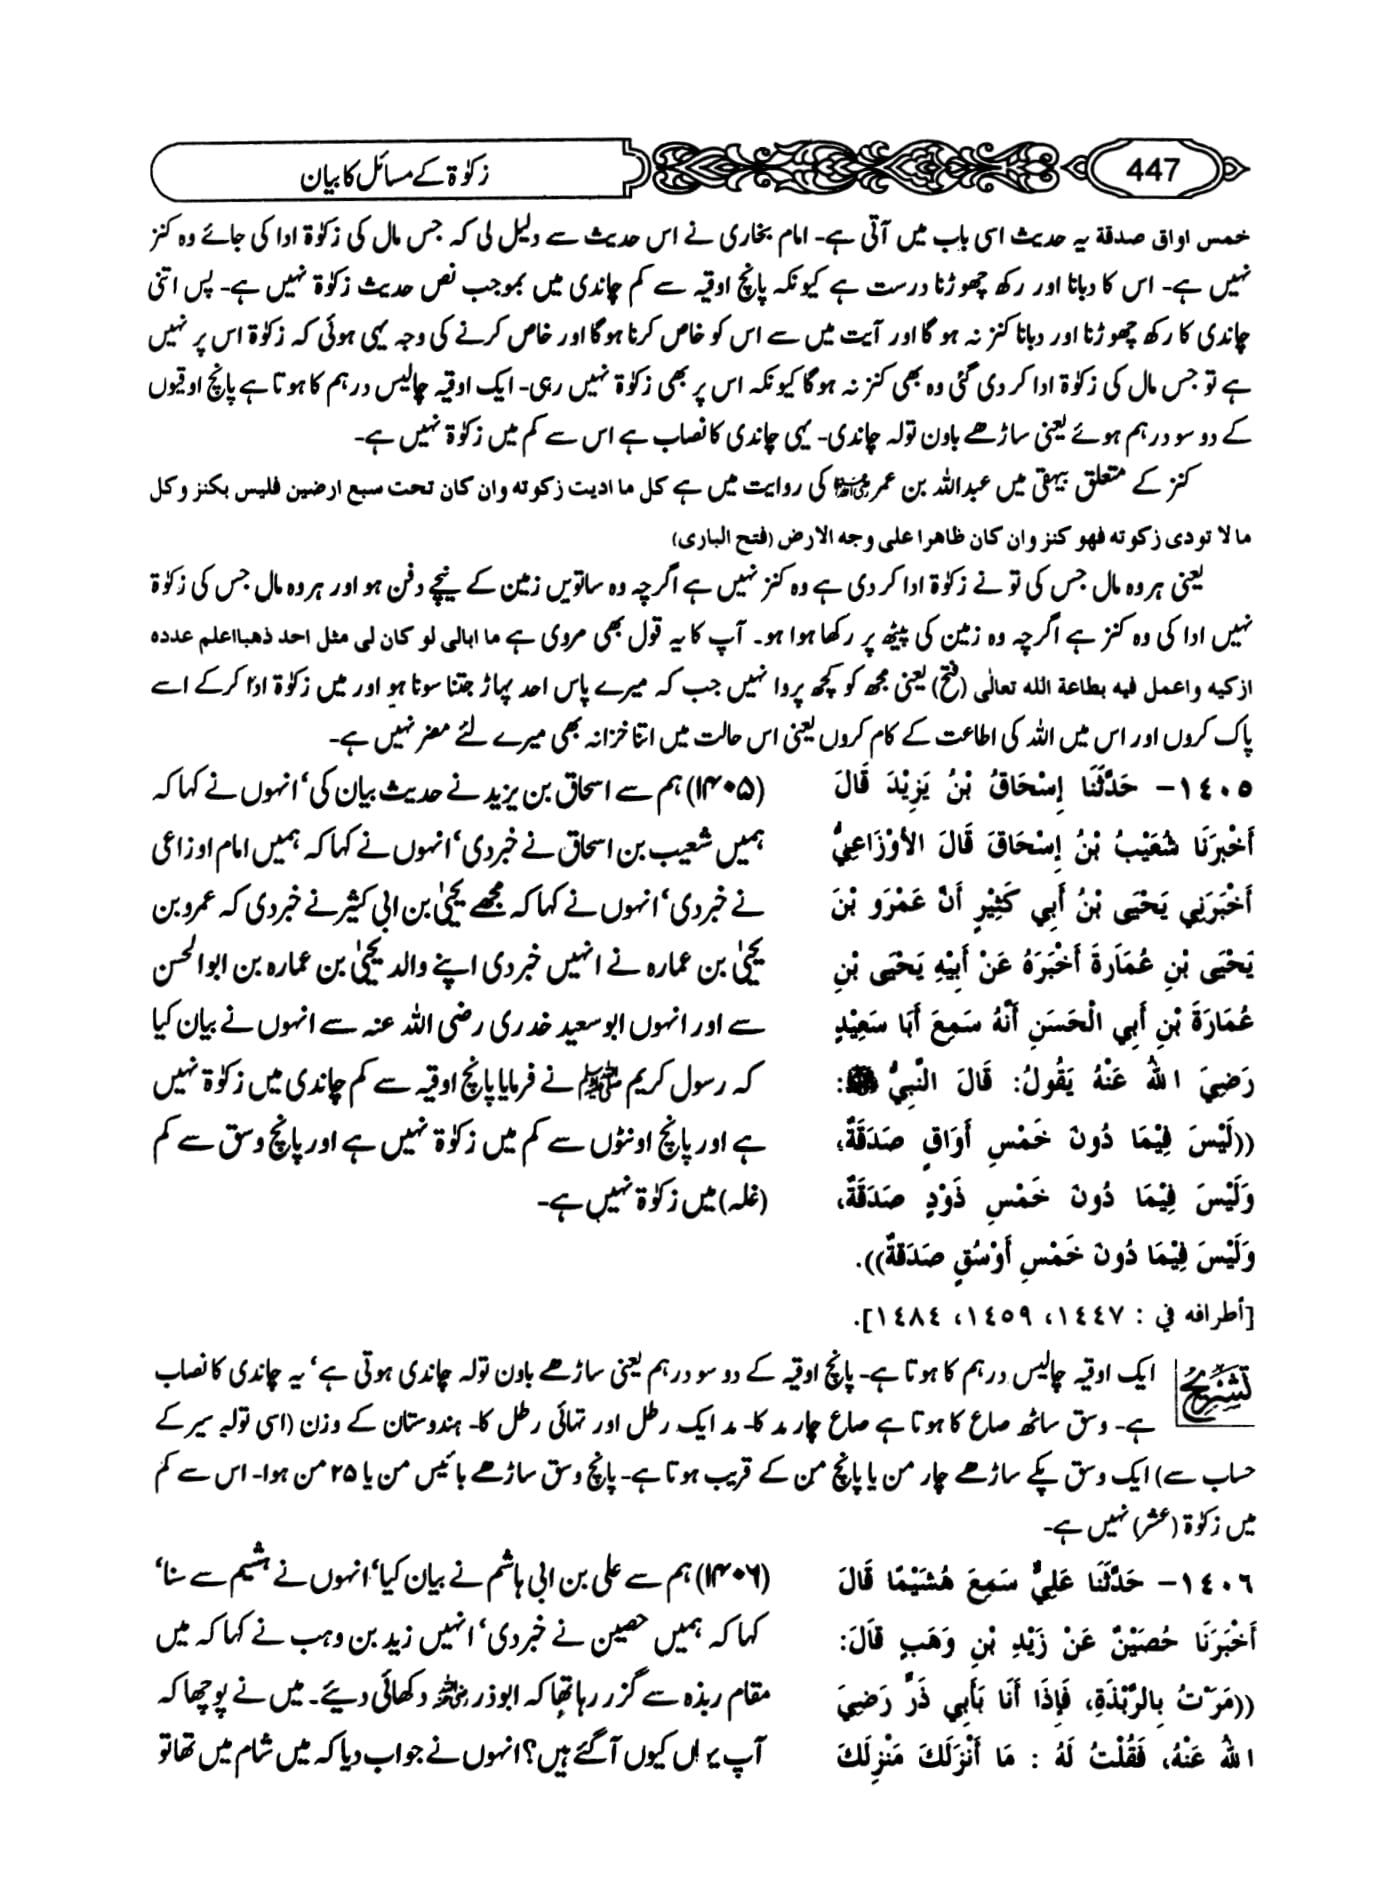 447
زکوٰۃ کے مسائل کا بیان
خمس اواق صدقۃ یہ حدیث اسی باب میں آتی ہے۔ امام بخاری نے اس حدیث سے دلیل لی کہ جس مال کی زکوٰۃ ادا کی جائے وہ کنز
نہیں ہے۔ اس کا دبانا اور رکھ چھوڑنا درست ہے کیونکہ پانچ اوقیہ سے کم چاندی میں بموجب نص حدیث زکوٰۃ نہیں ہے۔ پس اتنی
چاندی کا رکھ چھوڑنا اور دبانا کنز نہ ہو گا اور آیت میں سے اس کو خاص کرنا ہو گا اور خاص کرنے کی وجہ یہی ہوئی کہ زکوٰۃ اس پر نہیں
ہے تو جس مال کی زکوٰۃ ادا کر دی گئی وہ بھی کنز نہ ہو گا کیونکہ اس پر بھی زکوٰۃ نہیں رہی۔ ایک اوقیہ چالیس درہم کا ہوتا ہے پانچ اوقیوں
کے دو سو درہم ہوئے یعنی ساڑھے باون تولہ چاندی۔ یہی چاندی کا نصاب ہے اس سے کم میں زکوٰۃ نہیں ہے۔
کنز کے متعلق بیہقی میں عبداللہ بن عمر رضی اللہ عنہما کی روایت میں ہے کل ما ادیت زکوته وان کان تحت سبع ارضین فلیس بکنز وکل
ما لا تودی زکوته فهو کنز وان کان ظاهرا علی وجه الارض (فتح الباری)
یعنی ہر وہ مال جس کی تو نے زکوٰۃ ادا کر دی ہے وہ کنز نہیں ہے اگرچہ وہ ساتویں زمین کے نیچے دفن ہو اور ہر وہ مال جس کی زکوٰۃ
نہیں ادا کی وہ کنز ہے اگرچہ وہ زمین کی پیٹھ پر رکھا ہوا ہو۔ آپ کا یہ قول بھی مروی ہے ما ابالی لو کان لی مثل احد ذهبا اعلم عدده
ازکیه واعمل فیه بطاعة الله تعالٰی (فتح) یعنی مجھ کو کچھ پروا نہیں جب کہ میرے پاس احد پہاڑ جتنا سونا ہو اور میں زکوٰۃ ادا کر کے اسے
پاک کروں اور اس میں اللہ کی اطاعت کے کام کروں یعنی اس حالت میں اتنا خزانہ بھی میرے لئے مضر نہیں ہے۔
١٤٠٥- حَدَّثَنَا إِسْحَاقُ بْنُ يَزِيْدَ قَالَ
أَخْبَرَنَا شُعَيْبُ بْنُ إِسْحَاقَ قَالَ الأَوْزَاعِيُّ
أَخْبَرَنِي يَحْيَى بْنُ أَبِي كَثِيْرٍ أَنَّ عَمْرَو بْنَ
يَحْيَى بْنِ عُمَارَةَ أَخْبَرَهُ عَنْ أَبِيْهِ يَحْيَى بْنِ
عُمَارَةَ بْنِ أَبِي الْحَسَنِ أَنَّهُ سَمِعَ أَبَا سَعِيْدٍ
رَضِيَ اللهُ عَنْهُ يَقُولُ: قَالَ النَّبِيُّ ﷺ:
((لَيْسَ فِيْمَا دُونَ خَمْسِ أَوَاقٍ صَدَقَةٌ،
وَلَيْسَ فِيْمَا دُونَ خَمْسِ ذَوْدٍ صَدَقَةٌ،
وَلَيْسَ فِيْمَا دُونَ خَمْسِ أَوْسُقٍ صَدَقَةٌ)).
[أطرافه في : ١٤٤٧، ١٤٥٩، ١٤٨٤].
(۱۴۰۵) ہم سے اسحاق بن یزید نے حدیث بیان کی‘ انہوں نے کہا کہ
ہمیں شعیب بن اسحاق نے خبر دی‘ انہوں نے کہا کہ ہمیں امام اوزاعی
نے خبر دی‘ انہوں نے کہا کہ مجھے یحییٰ بن ابی کثیر نے خبر دی کہ عمرو بن
یحییٰ بن عمارہ نے انہیں خبر دی اپنے والد یحییٰ بن عمارہ بن ابوالحسن
سے اور انہوں ابوسعید خدری رضی اللہ عنہ سے انہوں نے بیان کیا
کہ رسول کریم ﷺ نے فرمایا پانچ اوقیہ سے کم چاندی میں زکوٰۃ نہیں
ہے اور پانچ اونٹوں سے کم میں زکوٰۃ نہیں ہے اور پانچ وسق سے کم
(غلہ) میں زکوٰۃ نہیں ہے۔
تشریح ایک اوقیہ چالیس درہم کا ہوتا ہے۔ پانچ اوقیہ کے دو سو درہم یعنی ساڑھے باون تولہ چاندی ہوتی ہے‘ یہ چاندی کا نصاب
ہے۔ وسق ساٹھ صاع کا ہوتا ہے صاع چار مد کا۔ مد ایک رطل اور تہائی رطل کا۔ ہندوستان کے وزن (اسی تولہ سیر کے
حساب سے) ایک وسق پکے ساڑھے چار من یا پانچ من کے قریب ہوتا ہے۔ پانچ وسق ساڑھے بائیس من یا ۲۵ من ہوا۔ اس سے کم
میں زکوٰۃ (عشر) نہیں ہے۔
١٤٠٦- حَدَّثَنَا عَلِيٌّ سَمِعَ هُشَيْمًا قَالَ
أَخْبَرَنَا حُصَيْنٌ عَنْ زَيْدِ بْنِ وَهَبٍ قَالَ:
((مَرَرْتُ بِالرَّبَذَةِ، فَإِذَا أَنَا بِأَبِي ذَرٍّ رَضِيَ
اللهُ عَنْهُ، فَقُلْتُ لَهُ : مَا أَنْزَلَكَ مَنْزِلَكَ
(۱۴۰۶) ہم سے علی بن ابی ہاشم نے بیان کیا‘ انہوں نے ہشیم سے سنا‘
کہا کہ ہمیں حصین نے خبر دی‘ انہیں زید بن وہب نے کہا کہ میں
مقام ربذہ سے گزر رہا تھا کہ ابوذر رضی اللہ عنہ دکھائی دیئے۔ میں نے پوچھا کہ
آپ یہاں کیوں آ گئے ہیں؟ انہوں نے جواب دیا کہ میں شام میں تھا تو